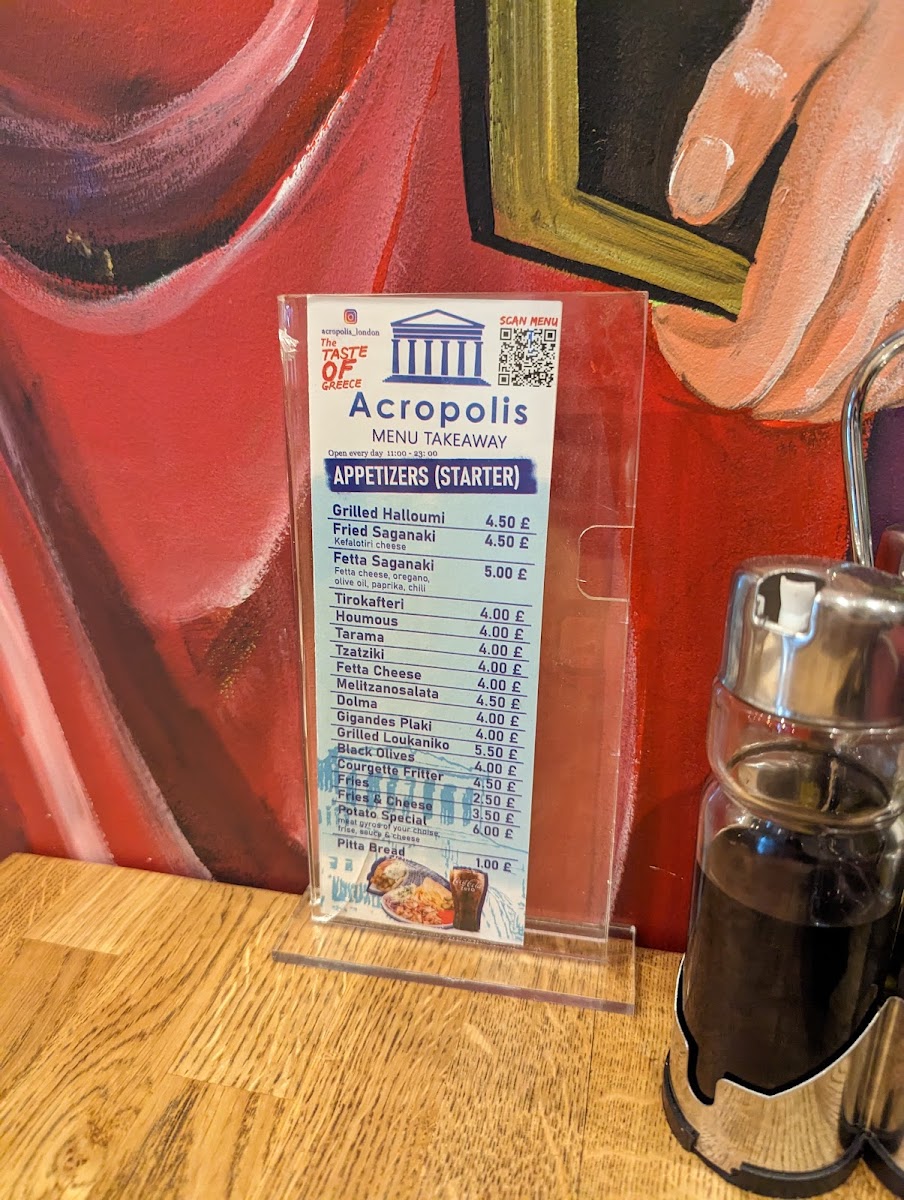 acropolis_london
SCAN MENU
The
TASTE
OF
GREECE
Acropolis
MENU TAKEAWAY
Open every day 11:00 - 23: 00
APPETIZERS (STARTER)
Grilled Halloumi 4.50 £
Fried Saganaki 4.50 £
Kefalotiri cheese
Fetta Saganaki 5.00 £
Fetta cheese, oregano,
olive oil, paprika, chili
Tirokafteri 4.00 £
Houmous 4.00 £
Tarama 4.00 £
Tzatziki 4.00 £
Fetta Cheese 4.00 £
Melitzanosalata 4.50 £
Dolma 4.00 £
Gigandes Plaki 4.00 £
Grilled Loukaniko 5.50 £
Black Olives 4.00 £
Courgette Fritter 4.50 £
Fries 2.50 £
Fries & Cheese 3.50 £
Potato Special 6.00 £
meat gyros of your choise,
frise, sauce & cheese
Pitta Bread 1.00 £